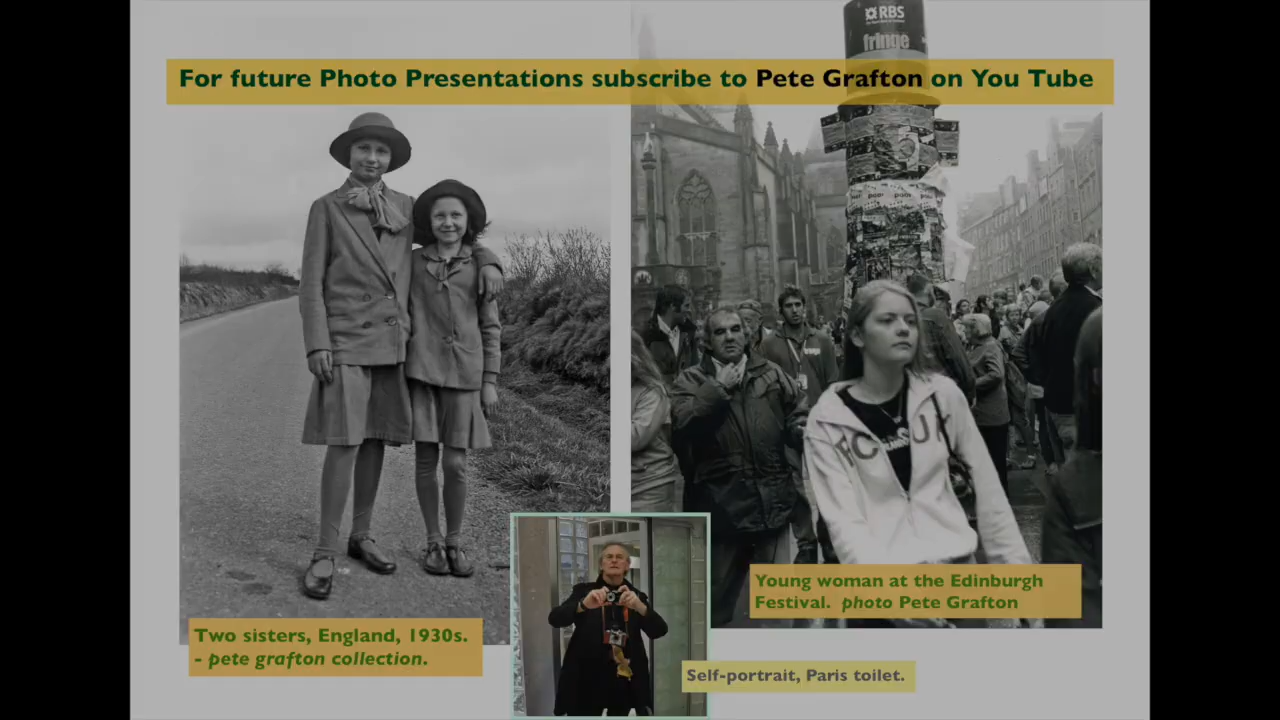 RBS
fringe
For future Photo Presentations subscribe to Pete Grafton on You Tube
Young woman at the Edinburgh
Festival. photo Pete Grafton
Two sisters, England, 1930s.
- pete grafton collection.
Self-portrait, Paris toilet.